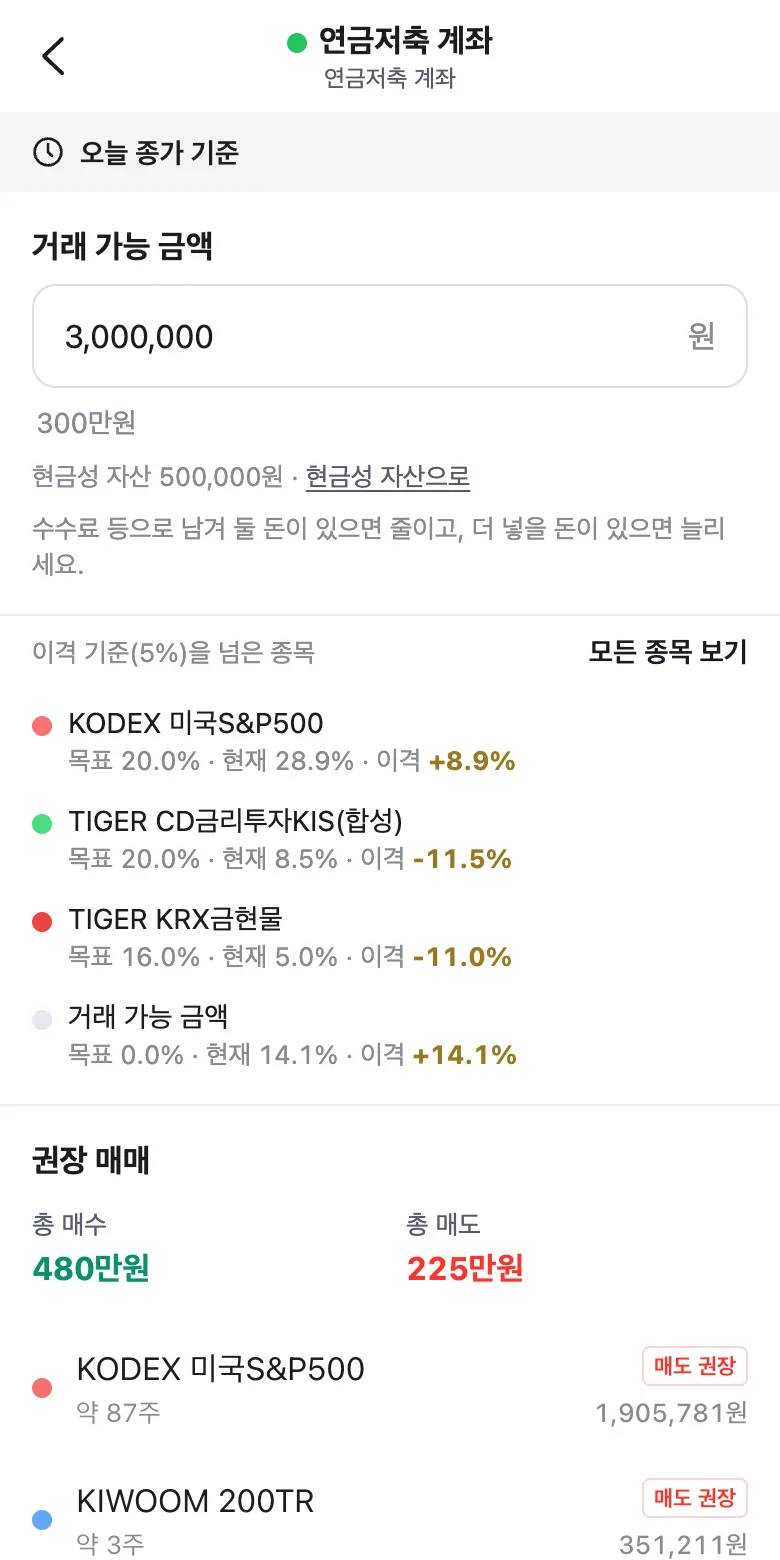 연금저축 계좌
연금저축 계좌
오늘 종가 기준
거래 가능 금액
3,000,000 원
300만원
현금성 자산 500,000원 · 현금성 자산으로
수수료 등으로 남겨 둘 돈이 있으면 줄이고, 더 넣을 돈이 있으면 늘리
세요.
이격 기준(5%)을 넘은 종목 모든 종목 보기
KODEX 미국S&P500
목표 20.0% · 현재 28.9% · 이격 +8.9%
TIGER CD금리투자KIS(합성)
목표 20.0% · 현재 8.5% · 이격 -11.5%
TIGER KRX금현물
목표 16.0% · 현재 5.0% · 이격 -11.0%
거래 가능 금액
목표 0.0% · 현재 14.1% · 이격 +14.1%
권장 매매
총 매수 총 매도
480만원 225만원
KODEX 미국S&P500 매도 권장
약 87주 1,905,781원
KIWOOM 200TR 매도 권장
약 3주 351,211원